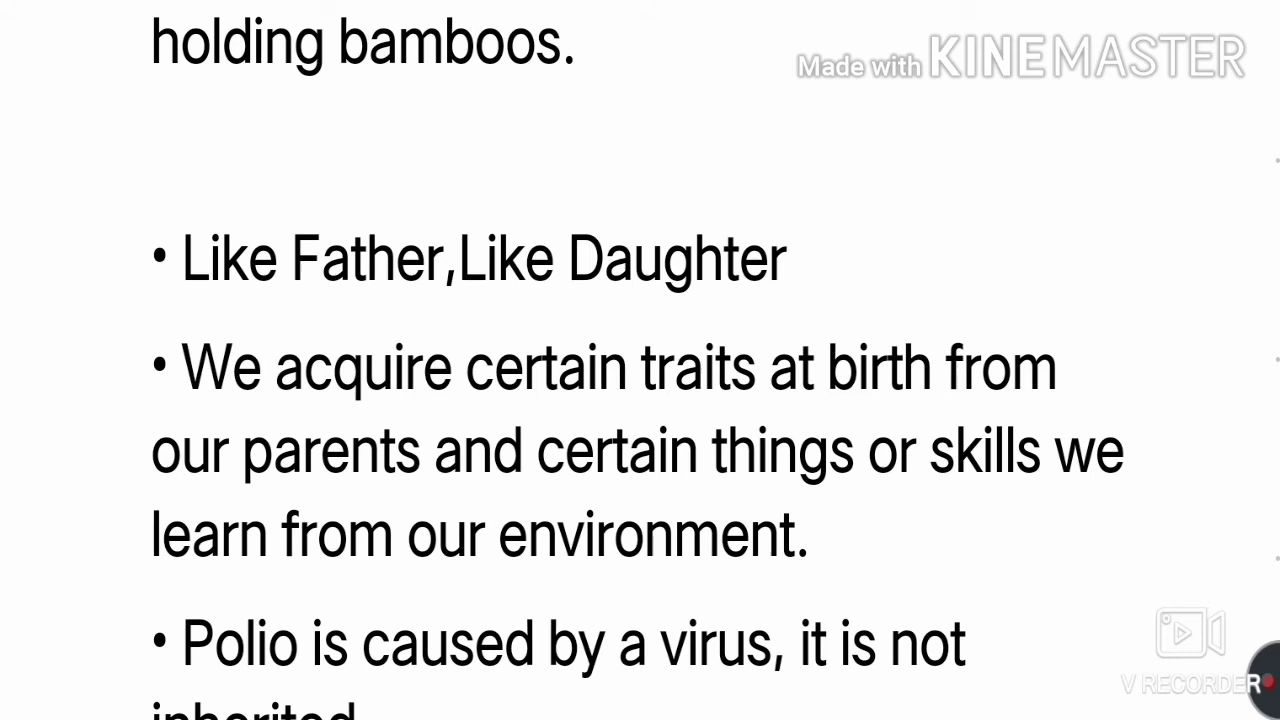 holding bamboos.
Made with KINEMASTER
• Like Father,Like Daughter
• We acquire certain traits at birth from
our parents and certain things or skills we
learn from our environment.
• Polio is caused by a virus, it is not
inherited
V RECORDER